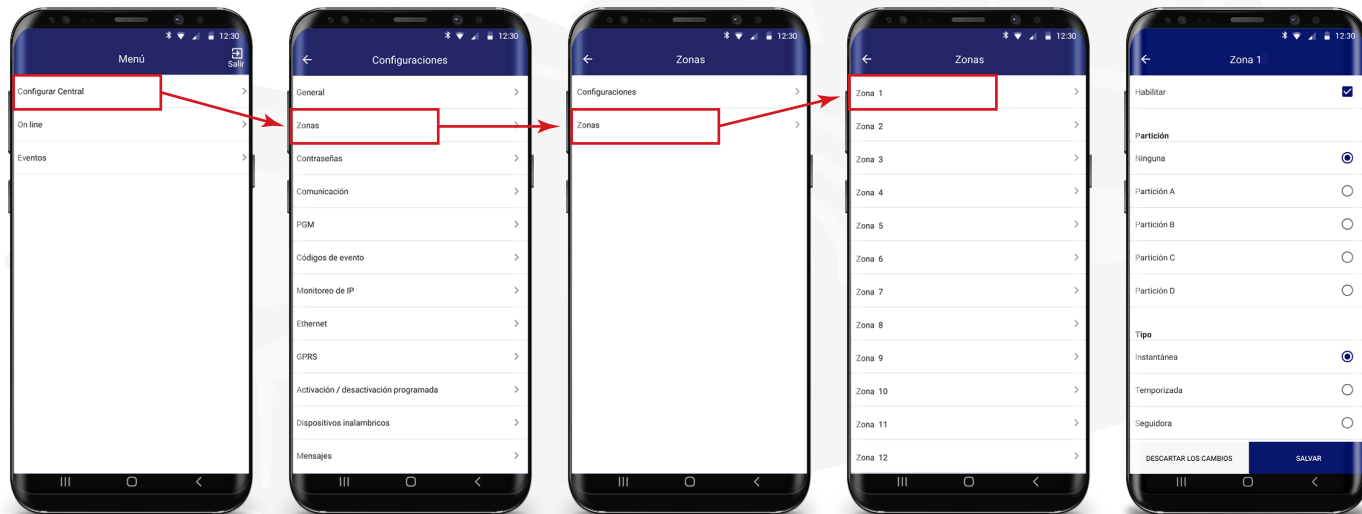 12:30
Menú
Salir
Configurar Central
On line
Eventos
12:30
Configuraciones
General
Zonas
Contraseñas
Comunicación
PGM
Códigos de evento
Monitoreo de IP
Ethernet
GPRS
Activación / desactivación programada
Dispositivos inalambricos
Mensajes
12:30
Zonas
Configuraciones
Zonas
12:30
Zonas
Zona 1
Zona 2
Zona 3
Zona 4
Zona 5
Zona 6
Zona 7
Zona 8
Zona 9
Zona 10
Zona 11
Zona 12
12:30
Zona 1
Habilitar
Partición
Ninguna
Partición A
Partición B
Partición C
Partición D
Tipo
Instantánea
Temporizada
Seguidora
DESCARTAR LOS CAMBIOS
SALVAR